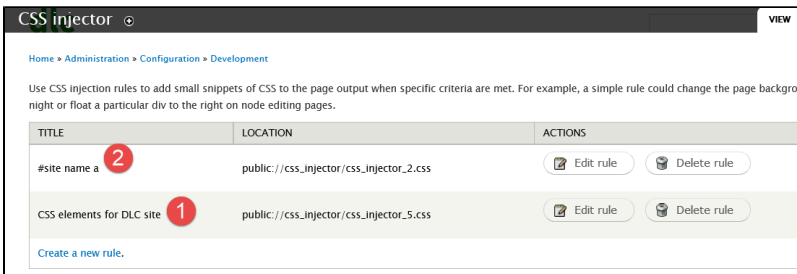 CSS injector
VIEW
Home » Administration » Configuration » Development
Use CSS injection rules to add small snippets of CSS to the page output when specific criteria are met. For example, a simple rule could change the page backgro
night or float a particular div to the right on node editing pages.
TITLE LOCATION ACTIONS
#site name a 2 public://css_injector/css_injector_2.css Edit rule Delete rule
CSS elements for DLC site 1 public://css_injector/css_injector_5.css Edit rule Delete rule
Create a new rule.